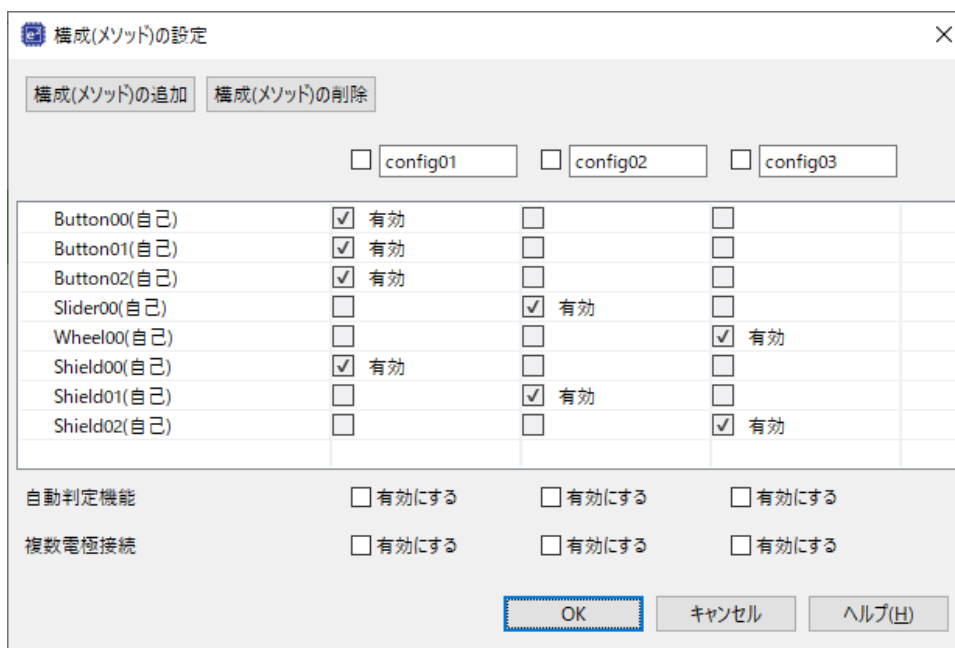 構成(メソッド)の設定
構成(メソッド)の追加 構成(メソッド)の削除
config01 config02 config03
Button00(自己) 有効
Button01(自己) 有効
Button02(自己) 有効
Slider00(自己) 有効
Wheel00(自己) 有効
Shield00(自己) 有効
Shield01(自己) 有効
Shield02(自己) 有効
自動判定機能 有効にする 有効にする 有効にする
複数電極接続 有効にする 有効にする 有効にする
OK キャンセル ヘルプ(H)